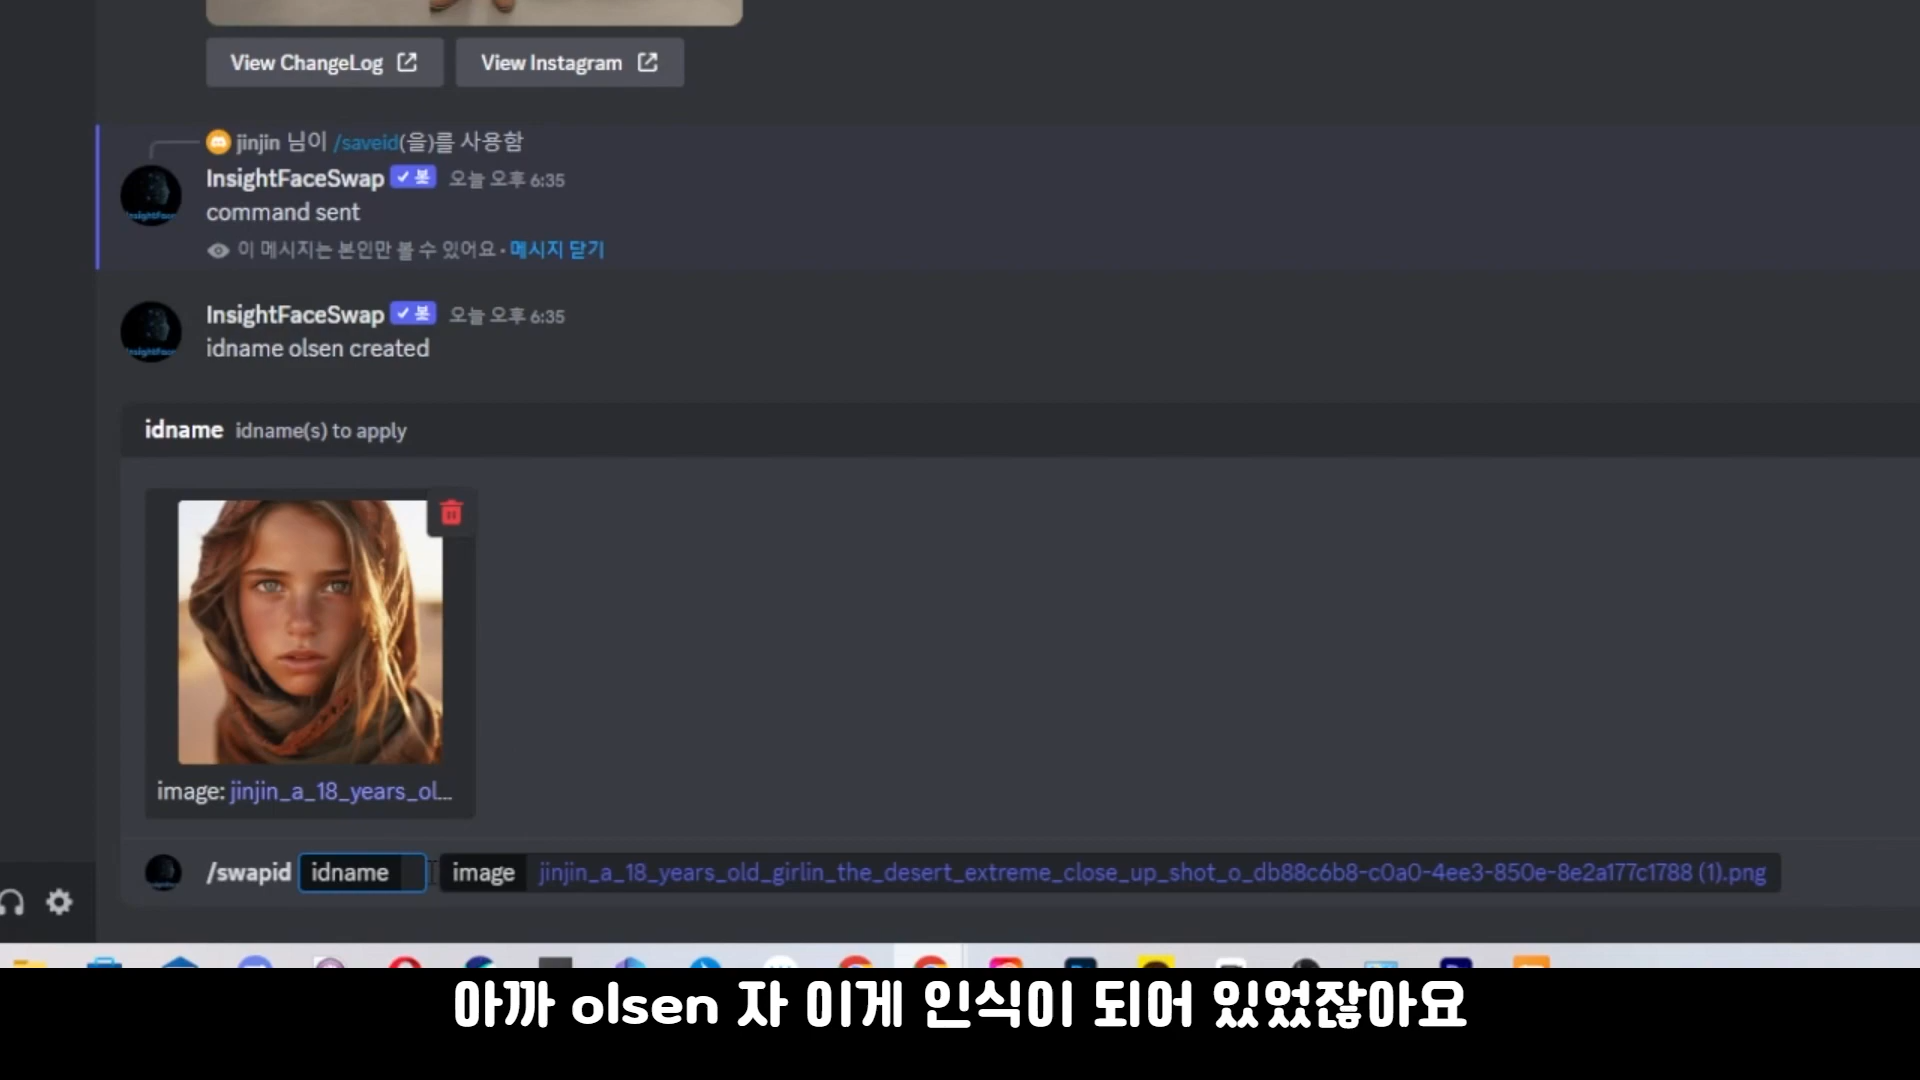 View ChangeLog
View Instagram
jinjin 님이 /saveid(을)를 사용함
InsightFaceSwap ✓ 봇 오늘 오후 6:35
command sent
이 메시지는 본인만 볼 수 있어요 • 메시지 닫기
InsightFaceSwap ✓ 봇 오늘 오후 6:35
idname olsen created
idname idname(s) to apply
image: jinjin_a_18_years_ol...
/swapid idname image jinjin_a_18_years_old_girlin_the_desert_extreme_close_up_shot_o_db88c6b8-c0a0-4ee3-850e-8e2a177c1788 (1).png
아까 olsen 자 이게 인식이 되어 있었잖아요